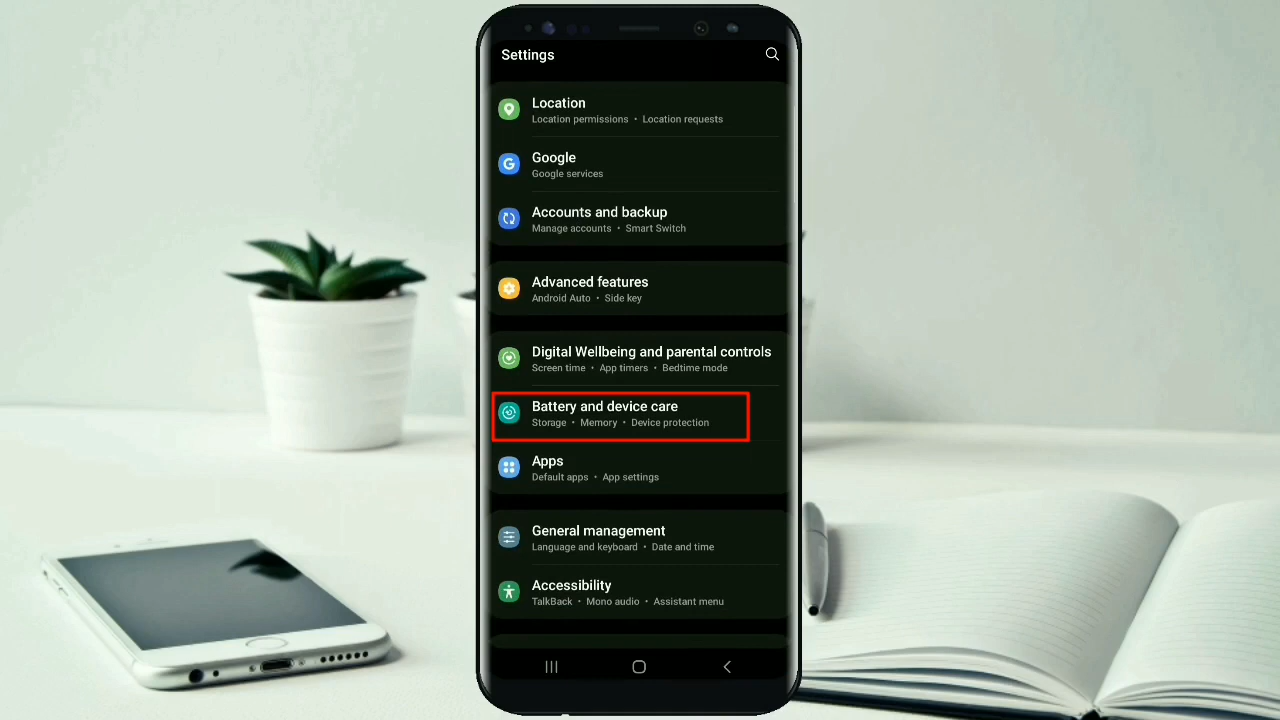 Settings
Location
Location permissions • Location requests
Google
Google services
Accounts and backup
Manage accounts • Smart Switch
Advanced features
Android Auto • Side key
Digital Wellbeing and parental controls
Screen time • App timers • Bedtime mode
Battery and device care
Storage • Memory • Device protection
Apps
Default apps • App settings
General management
Language and keyboard • Date and time
Accessibility
TalkBack • Mono audio • Assistant menu